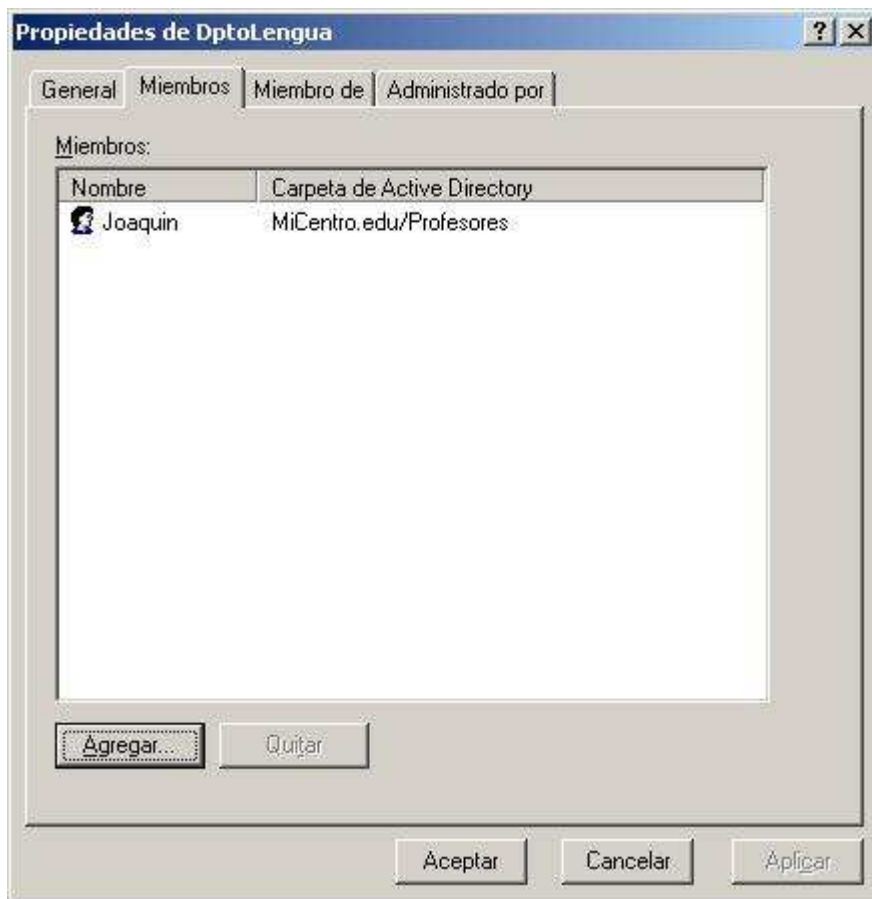 Propiedades de DptoLengua
General Miembros Miembro de Administrado por
Miembros:
Nombre Carpeta de Active Directory
Joaquin MiCentro.edu/Profesores
Agregar... Quitar
Aceptar Cancelar Aplicar